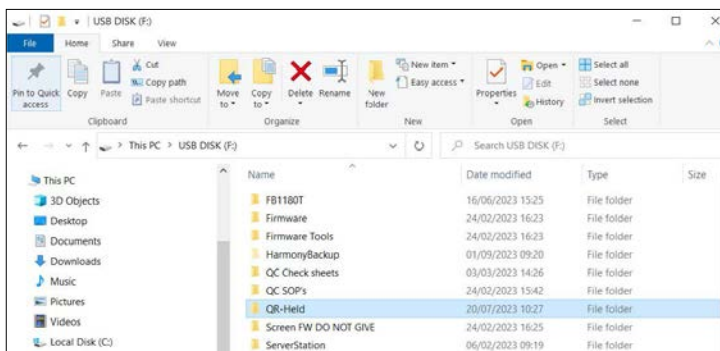 USB DISK (F:)
File Home Share View
Pin to Quick access
Copy
Paste
Cut
Copy path
Paste shortcut
Clipboard
Move to
Copy to
Delete
Rename
Organize
New folder
New item
Easy access
New
Properties
Open
Edit
History
Open
Select all
Select none
Invert selection
Select
This PC > USB DISK (F:)
Search USB DISK (F:)
Name Date modified Type Size
This PC
3D Objects
Desktop
Documents
Downloads
Music
Pictures
Videos
Local Disk (C:)
FB1180T 16/06/2023 15:25 File folder
Firmware 24/02/2023 16:23 File folder
Firmware Tools 24/02/2023 16:23 File folder
HarmonyBackup 01/09/2023 09:20 File folder
QC Check sheets 03/03/2023 14:26 File folder
QC SOP's 24/02/2023 15:42 File folder
QR-Held 20/07/2023 10:27 File folder
Screen FW DO NOT GIVE 24/02/2023 16:25 File folder
ServerStation 06/02/2023 09:19 File folder